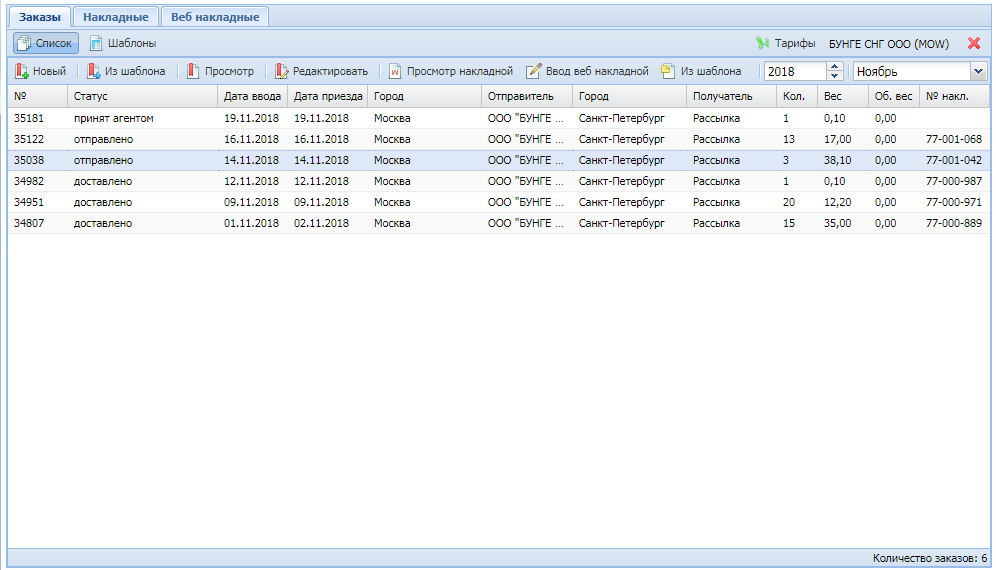 Заказы Накладные Веб накладные
Список Шаблоны Тарифы БУНГЕ СНГ ООО (MOW)
Новый Из шаблона Просмотр Редактировать Просмотр накладной Ввод веб накладной Из шаблона 2018 Ноябрь
№ Статус Дата ввода Дата приезда Город Отправитель Город Получатель Кол. Вес Об. вес № накл.
35181 принят агентом 19.11.2018 19.11.2018 Москва ООО "БУНГЕ ... Санкт-Петербург Рассылка 1 0,10 0,00
35122 отправлено 16.11.2018 16.11.2018 Москва ООО "БУНГЕ ... Санкт-Петербург Рассылка 13 17,00 0,00 77-001-068
35038 отправлено 14.11.2018 14.11.2018 Москва ООО "БУНГЕ ... Санкт-Петербург Рассылка 3 38,10 0,00 77-001-042
34982 доставлено 12.11.2018 12.11.2018 Москва ООО "БУНГЕ ... Санкт-Петербург Рассылка 1 0,10 0,00 77-000-987
34951 доставлено 09.11.2018 09.11.2018 Москва ООО "БУНГЕ ... Санкт-Петербург Рассылка 20 12,20 0,00 77-000-971
34807 доставлено 01.11.2018 02.11.2018 Москва ООО "БУНГЕ ... Санкт-Петербург Рассылка 15 35,00 0,00 77-000-889
Количество заказов: 6